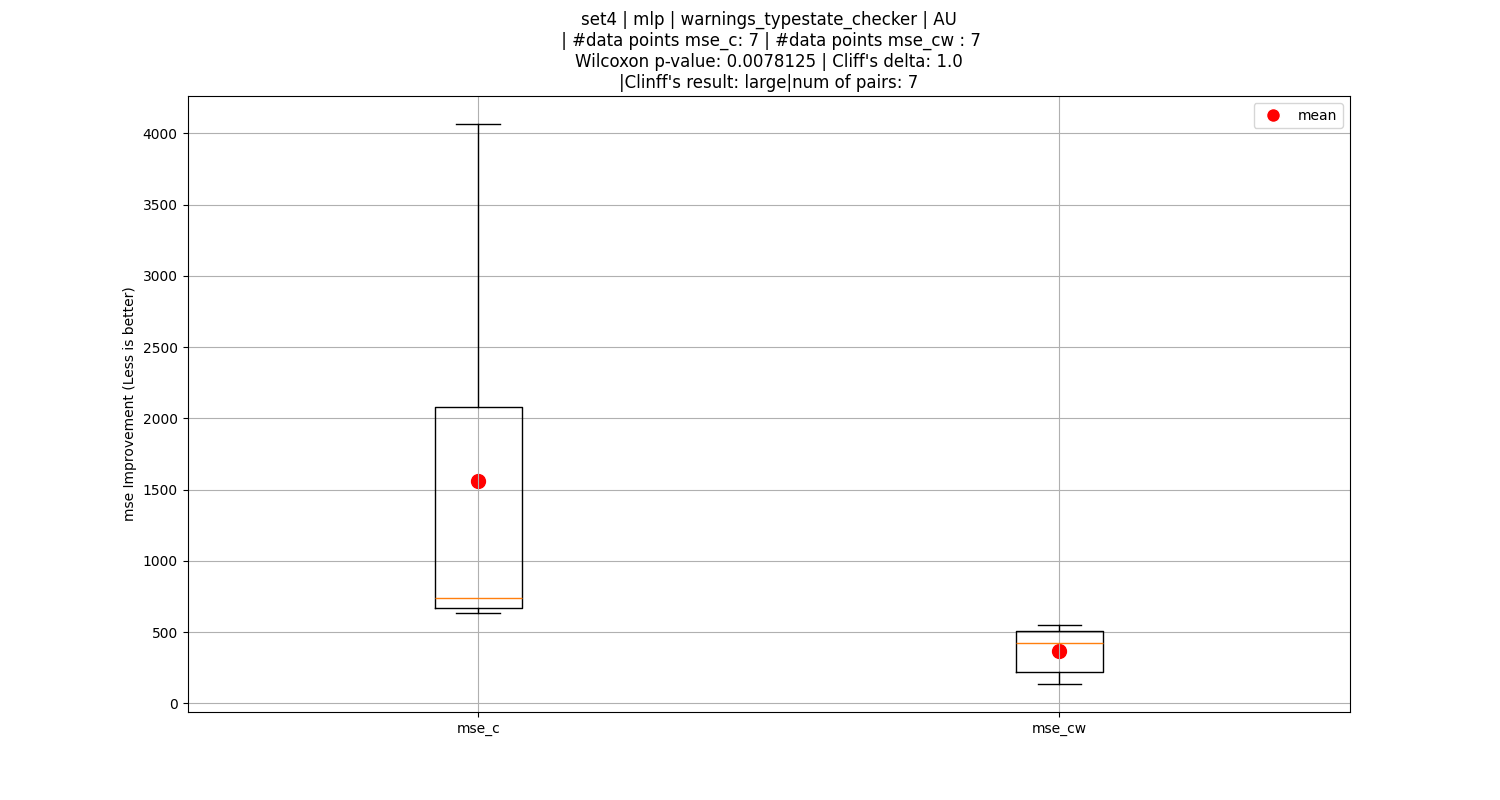 set4 | mlp | warnings_typestate_checker | AU
| #data points mse_c: 7 | #data points mse_cw : 7
Wilcoxon p-value: 0.0078125 | Cliff's delta: 1.0
|Clinff's result: large|num of pairs: 7
mean
4000
3500
3000
2500
2000
1500
1000
500
0
mse Improvement (Less is better)
mse_c
mse_cw